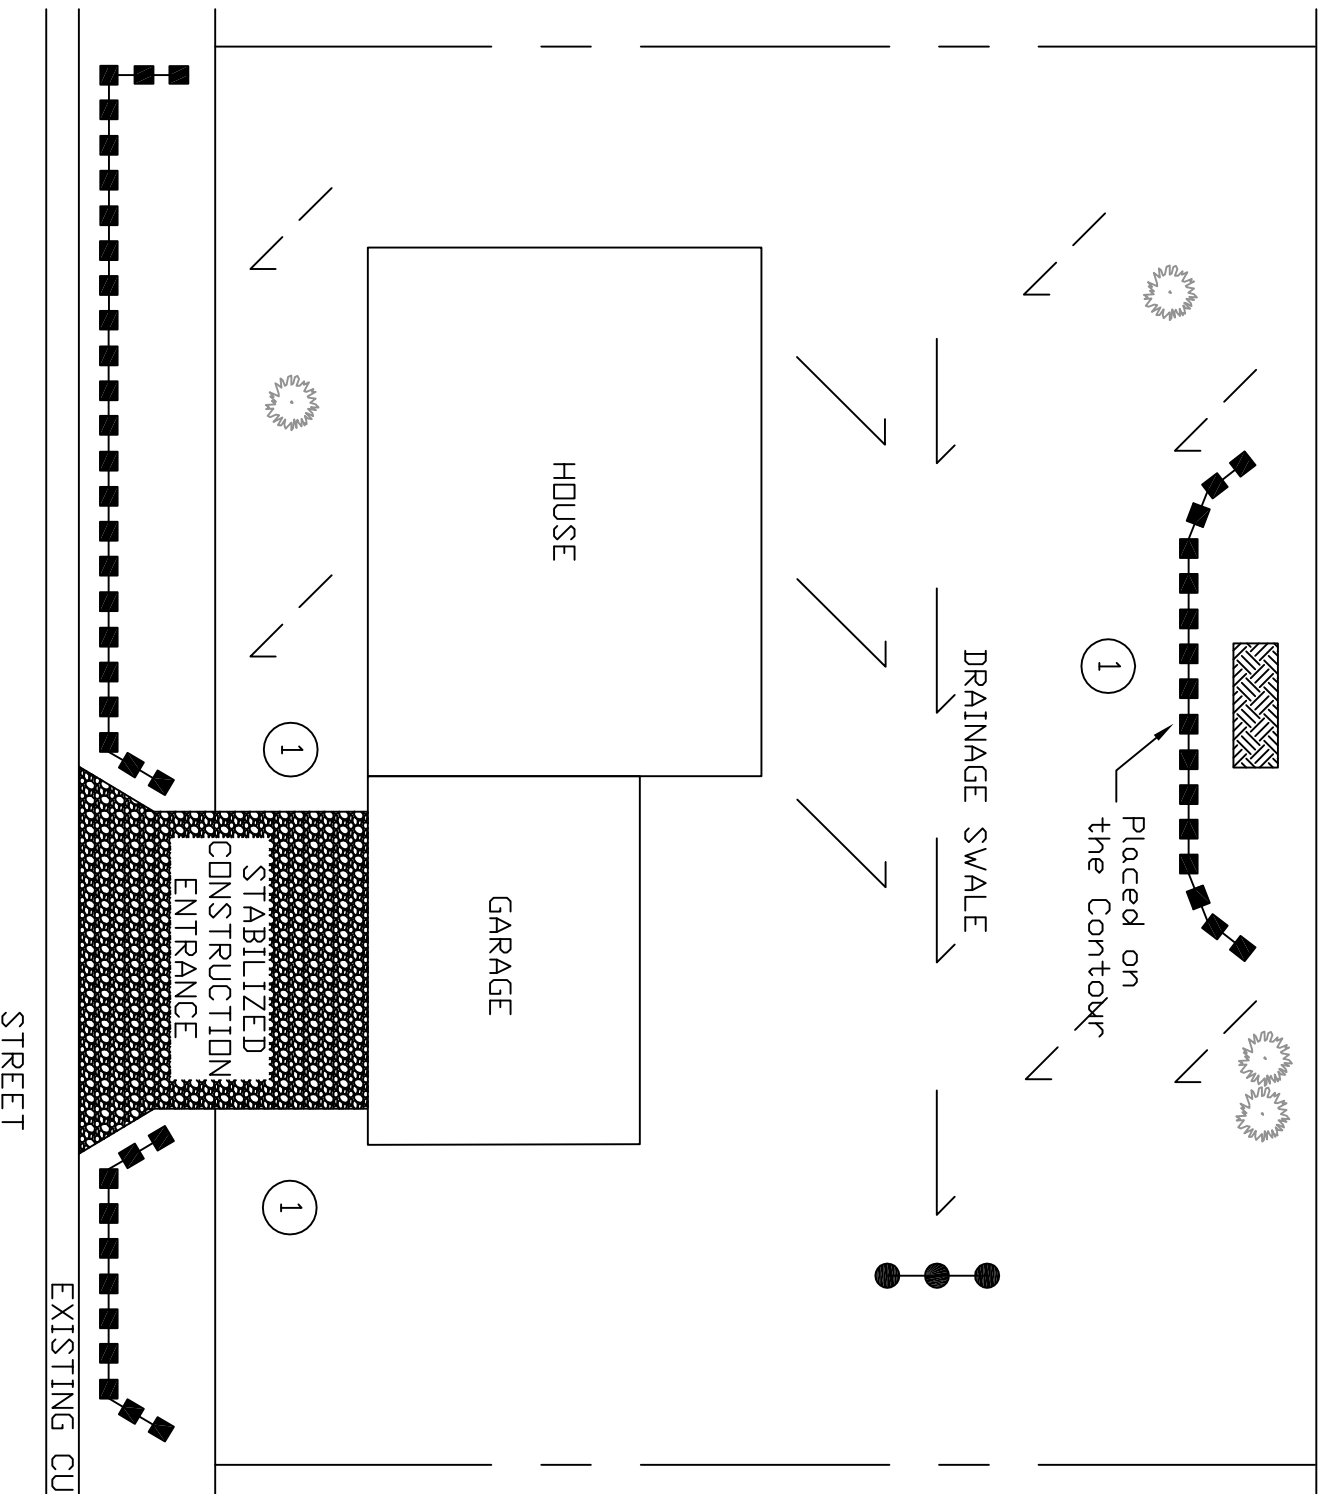 Placed on
the Contour
1
DRAINAGE SWALE
HOUSE
GARAGE
1
1
STABILIZED
CONSTRUCTION
ENTRANCE
EXISTING CU
STREET